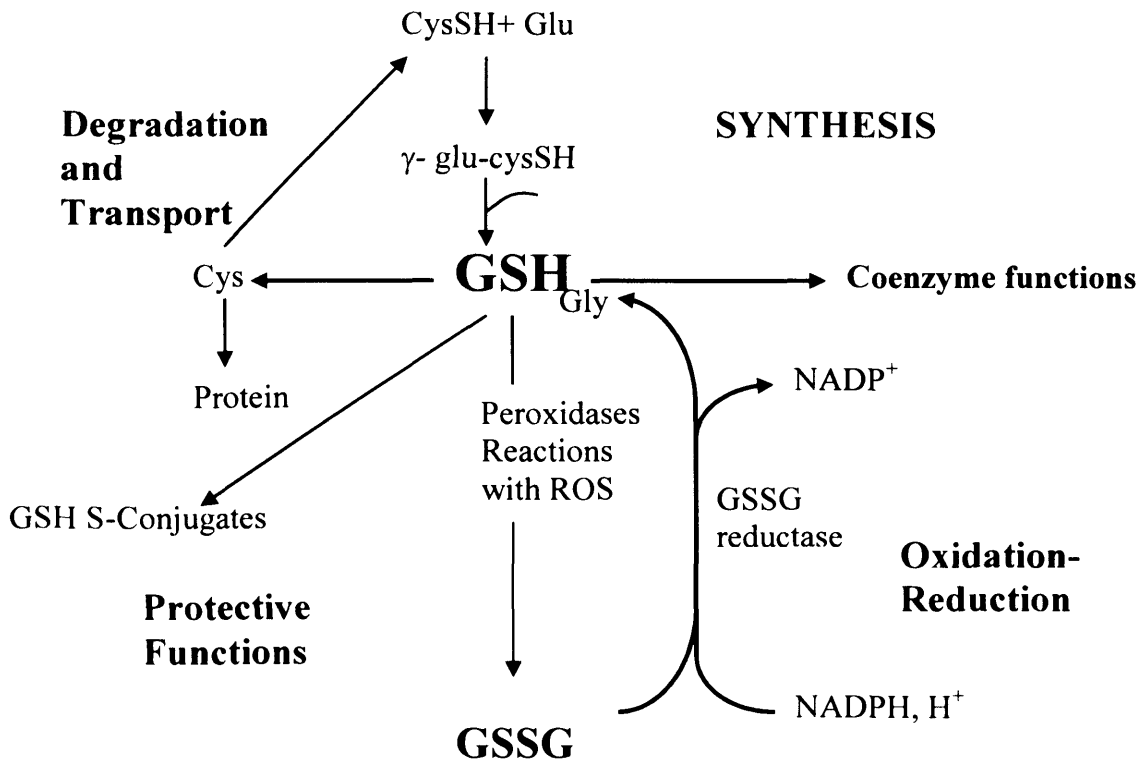 CysSH+ Glu
Degradation
and
Transport
SYNTHESIS
γ- glu-cysSH
Cys
GSH
Gly
Coenzyme functions
Protein
Peroxidases
Reactions
with ROS
NADP⁺
GSH S-Conjugates
GSSG
reductase
Oxidation-
Reduction
Protective
Functions
NADPH, H⁺
GSSG